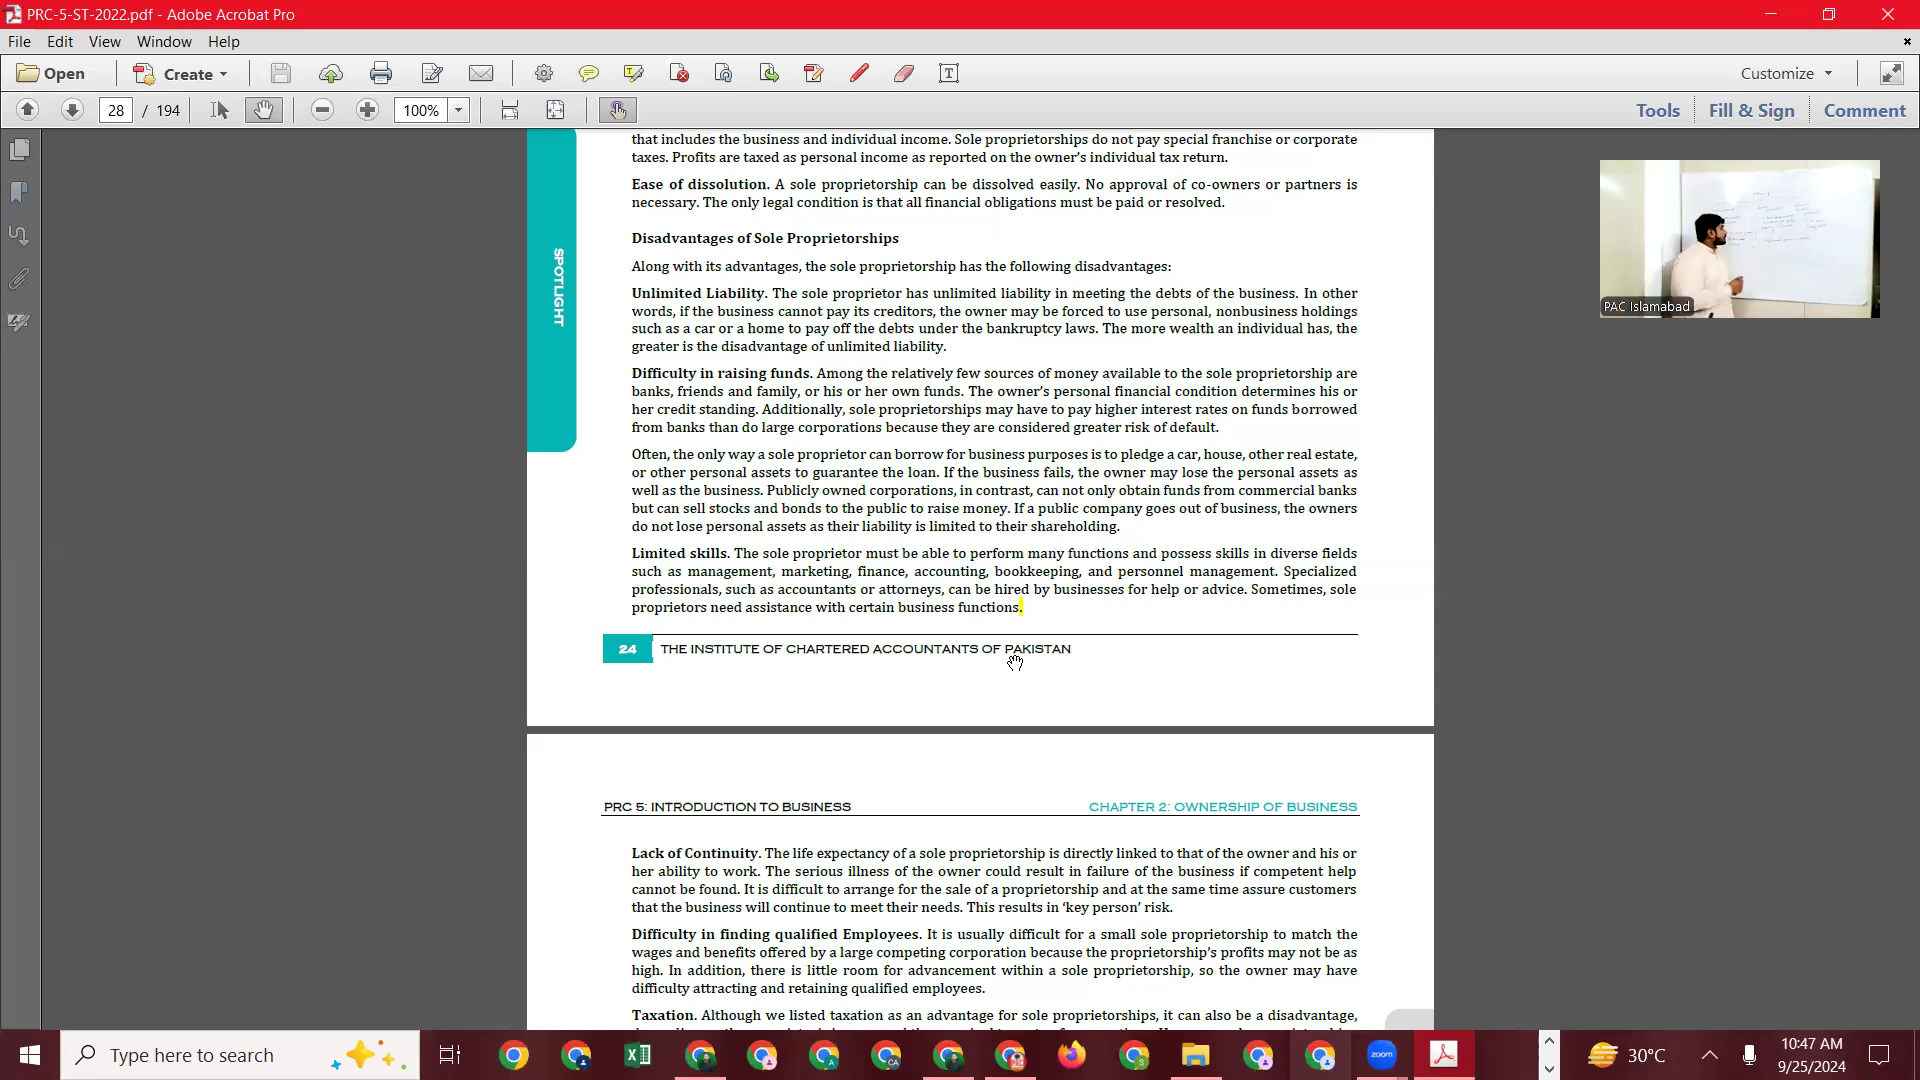 PRC-5-ST-2022.pdf - Adobe Acrobat Pro
File Edit View Window Help
Open Create Customize
28 / 194 100% Tools Fill & Sign Comment
that includes the business and individual income. Sole proprietorships do not pay special franchise or corporate
taxes. Profits are taxed as personal income as reported on the owner's individual tax return.
Ease of dissolution. A sole proprietorship can be dissolved easily. No approval of co-owners or partners is
necessary. The only legal condition is that all financial obligations must be paid or resolved.
Disadvantages of Sole Proprietorships
Along with its advantages, the sole proprietorship has the following disadvantages:
SPOTLIGHT
Unlimited Liability. The sole proprietor has unlimited liability in meeting the debts of the business. In other
words, if the business cannot pay its creditors, the owner may be forced to use personal, nonbusiness holdings
such as a car or a home to pay off the debts under the bankruptcy laws. The more wealth an individual has, the
greater is the disadvantage of unlimited liability.
PAC Islamabad
Difficulty in raising funds. Among the relatively few sources of money available to the sole proprietorship are
banks, friends and family, or his or her own funds. The owner's personal financial condition determines his or
her credit standing. Additionally, sole proprietorships may have to pay higher interest rates on funds borrowed
from banks than do large corporations because they are considered greater risk of default.
Often, the only way a sole proprietor can borrow for business purposes is to pledge a car, house, other real estate,
or other personal assets to guarantee the loan. If the business fails, the owner may lose the personal assets as
well as the business. Publicly owned corporations, in contrast, can not only obtain funds from commercial banks
but can sell stocks and bonds to the public to raise money. If a public company goes out of business, the owners
do not lose personal assets as their liability is limited to their shareholding.
Limited skills. The sole proprietor must be able to perform many functions and possess skills in diverse fields
such as management, marketing, finance, accounting, bookkeeping, and personnel management. Specialized
professionals, such as accountants or attorneys, can be hired by businesses for help or advice. Sometimes, sole
proprietors need assistance with certain business functions.
24 THE INSTITUTE OF CHARTERED ACCOUNTANTS OF PAKISTAN
PRC 5: INTRODUCTION TO BUSINESS CHAPTER 2: OWNERSHIP OF BUSINESS
Lack of Continuity. The life expectancy of a sole proprietorship is directly linked to that of the owner and his or
her ability to work. The serious illness of the owner could result in failure of the business if competent help
cannot be found. It is difficult to arrange for the sale of a proprietorship and at the same time assure customers
that the business will continue to meet their needs. This results in 'key person' risk.
Difficulty in finding qualified Employees. It is usually difficult for a small sole proprietorship to match the
wages and benefits offered by a large competing corporation because the proprietorship's profits may not be as
high. In addition, there is little room for advancement within a sole proprietorship, so the owner may have
difficulty attracting and retaining qualified employees.
Taxation. Although we listed taxation as an advantage for sole proprietorships, it can also be a disadvantage,
Type here to search
zoom
30°C
10:47 AM
9/25/2024